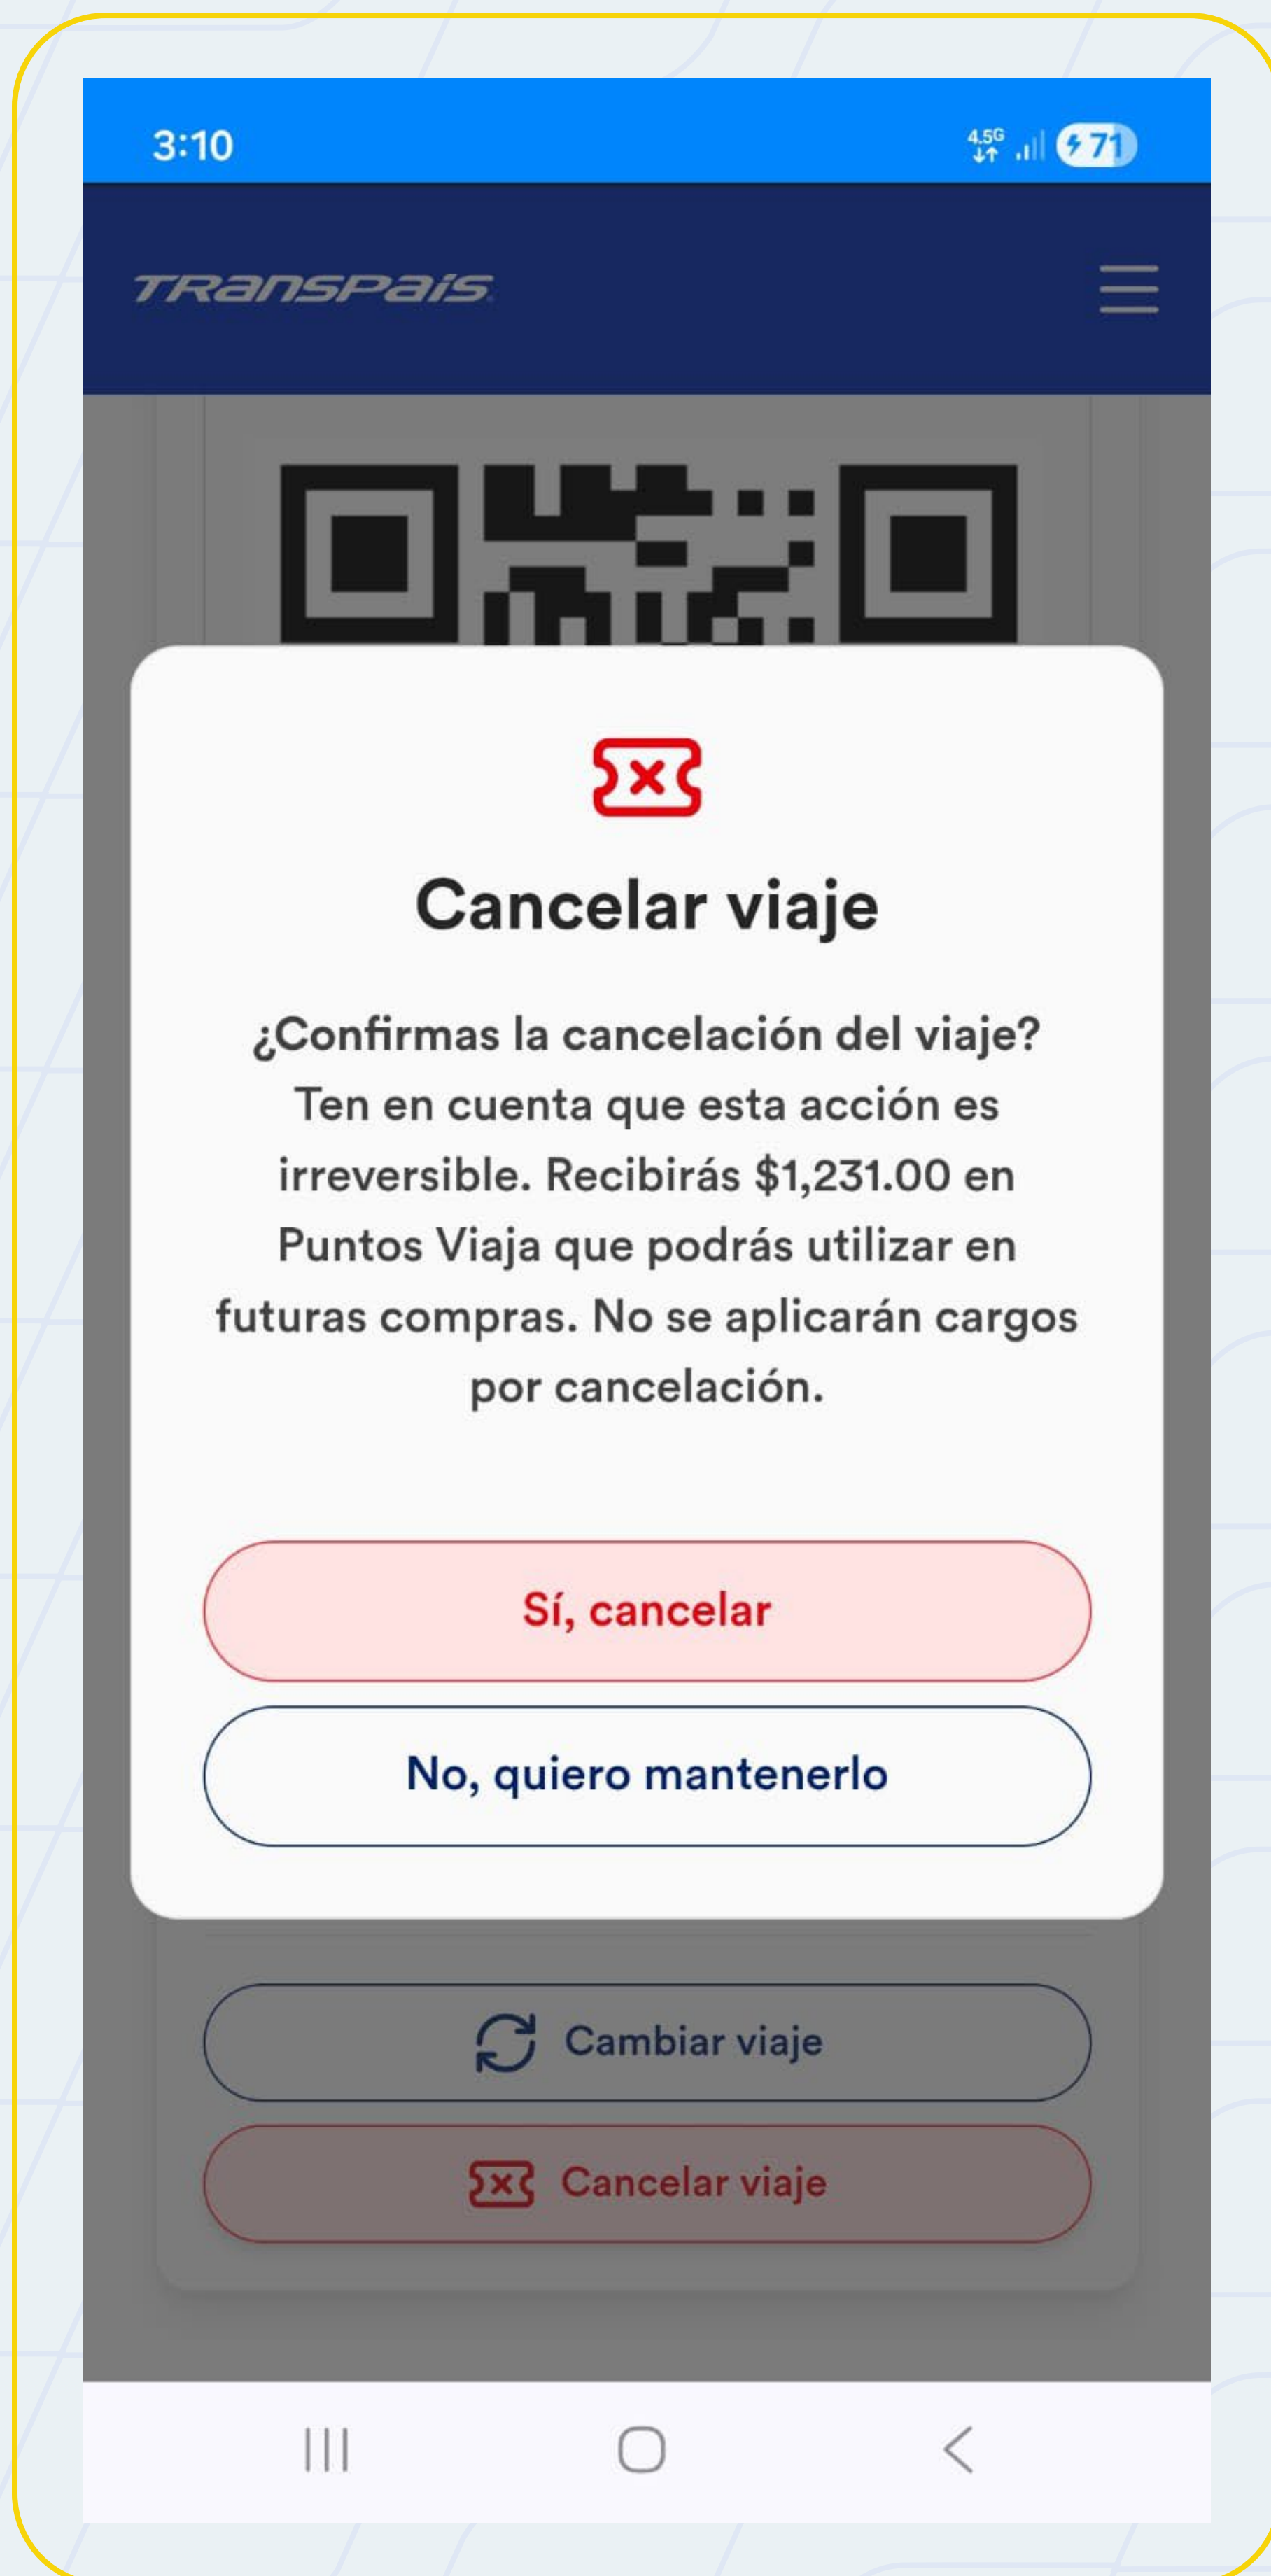 3:10
4.5G
71
TRANSPAÍS
Cancelar viaje
¿Confirmas la cancelación del viaje?
Ten en cuenta que esta acción es
irreversible. Recibirás $1,231.00 en
Puntos Viaja que podrás utilizar en
futuras compras. No se aplicarán cargos
por cancelación.
Sí, cancelar
No, quiero mantenerlo
Cambiar viaje
Cancelar viaje